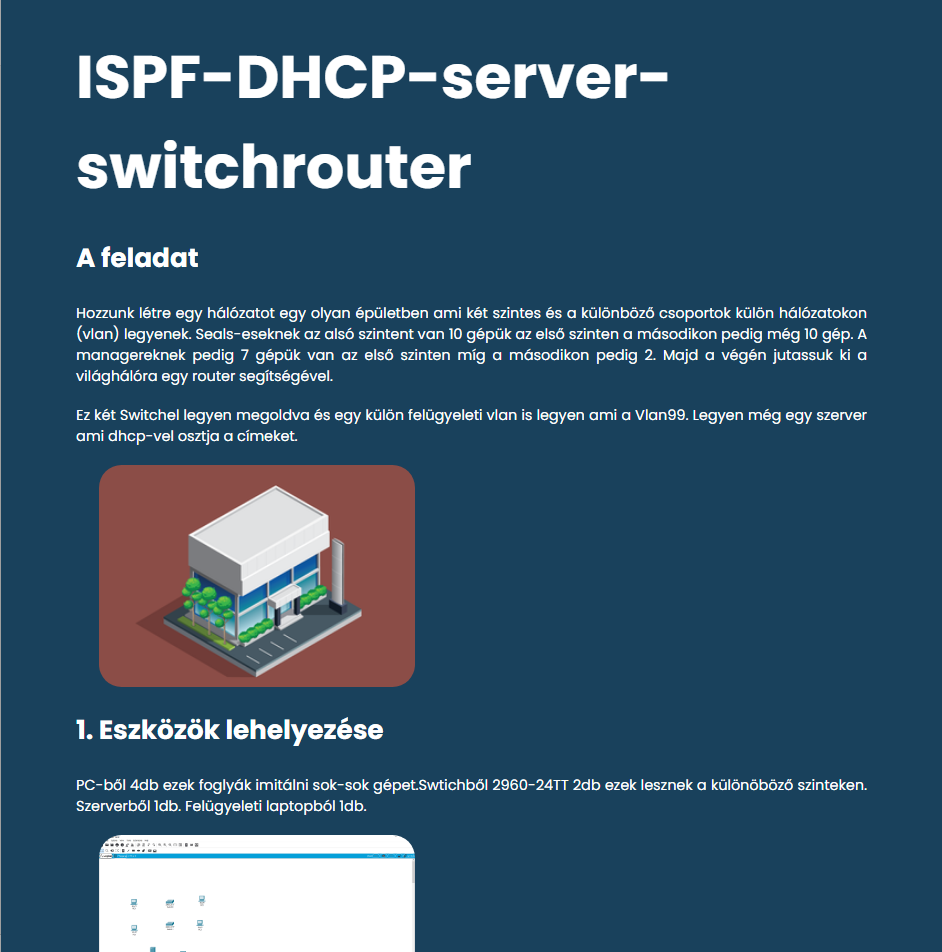 ISPF-DHCP-server-
switchrouter
A feladat
Hozzunk létre egy hálózatot egy olyan épületben ami két szintes és a különböző csoportok külön hálózatokon
(vlan) legyenek. Seals-eseknek az alsó szintent van 10 gépük az első szinten a másodikon pedig még 10 gép. A
managereknek pedig 7 gépük van az első szinten míg a másodikon pedig 2. Majd a végén jutassuk ki a
világhálóra egy router segítségével.
Ez két Switchel legyen megoldva és egy külön felügyeleti vlan is legyen ami a Vlan99. Legyen még egy szerver
ami dhcp-vel osztja a címeket.
1. Eszközök lehelyezése
PC-ből 4db ezek foglyák imitálni sok-sok gépet.Swtichből 2960-24TT 2db ezek lesznek a különöböző szinteken.
Szerverből 1db. Felügyeleti laptopból 1db.